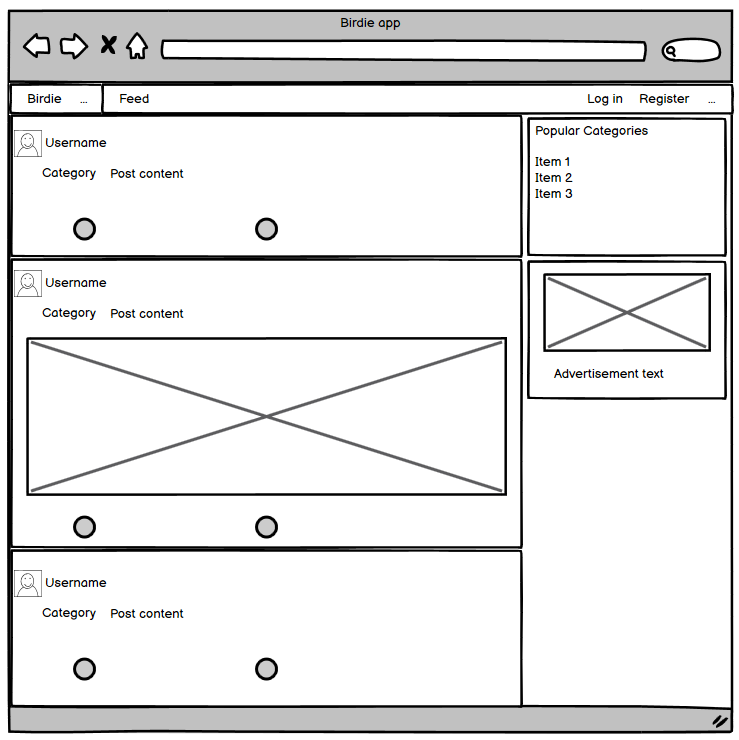 Birdie app
Birdie ... Feed Log in Register ...
Username
Category Post content
Username
Category Post content
Username
Category Post content
Popular Categories
Item 1
Item 2
Item 3
Advertisement text